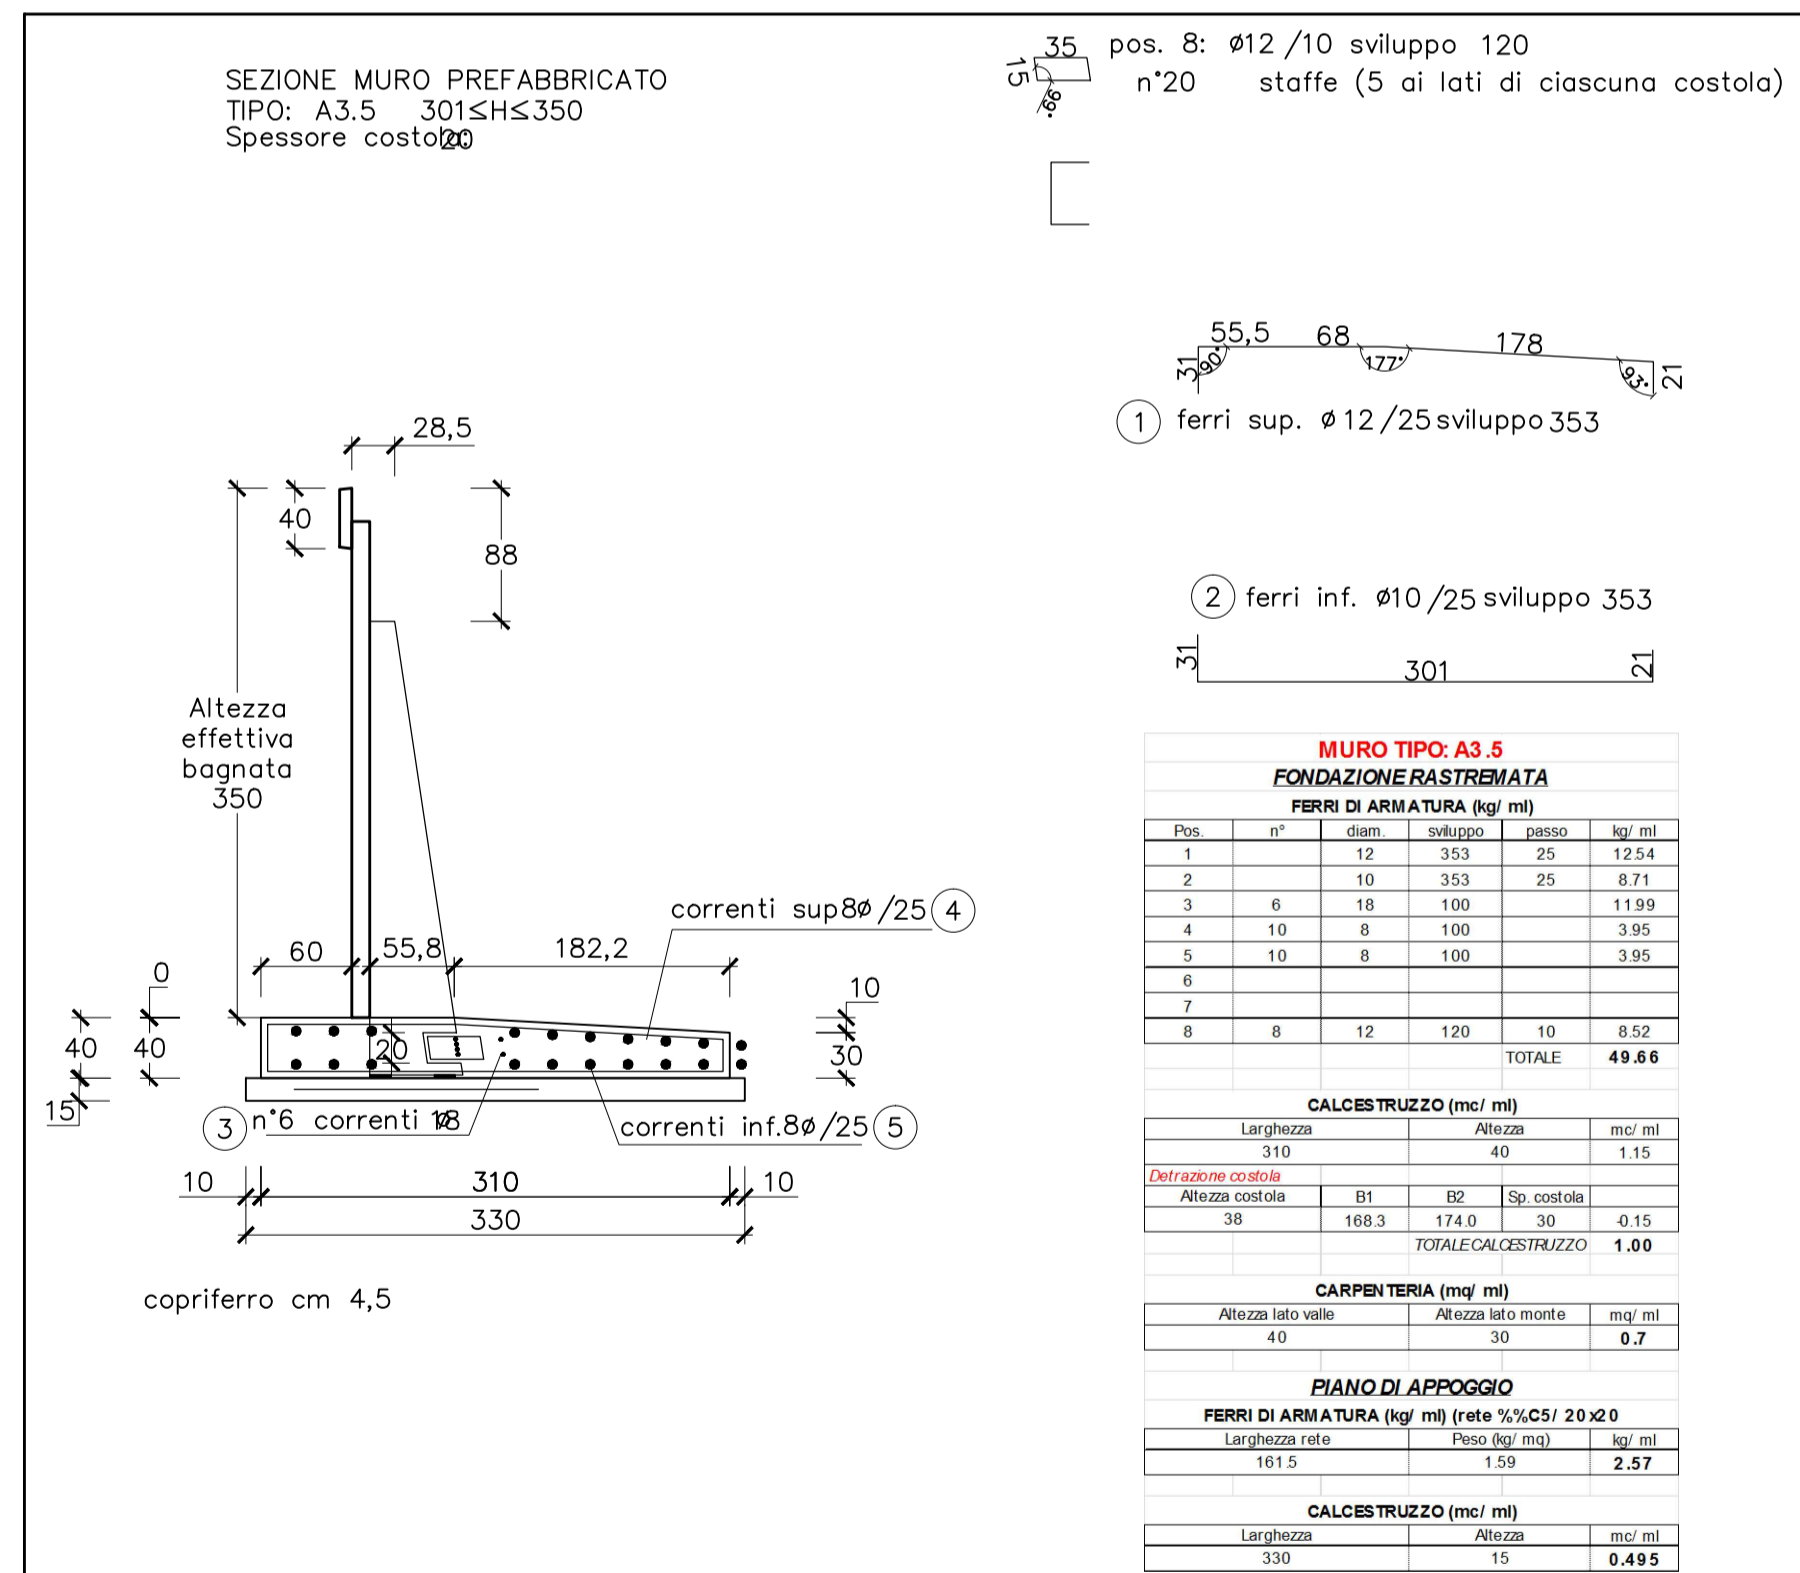 SEZIONE MURO PREFABBRICATO
TIPO: A3.5 301≤H≤350
Spessore costola: 20
35
15
99°
pos. 8: ø12 /10 sviluppo 120
n°20 staffe (5 ai lati di ciascuna costola)
55,5 68 178
31 90° 177° 93° 21
1 ferri sup. ø 12 /25 sviluppo 353
2 ferri inf. ø10 /25 sviluppo 353
31 301 21
28,5
40
88
Altezza
effettiva
bagnata
350
correnti sup8ø /25 4
60 55,8 182,2
0
10
40 40 20 30
15
3 n°6 correnti ø18
correnti inf.8ø /25 5
10 310 10
330
copriferro cm 4,5
MURO TIPO: A3.5
FONDAZIONE RASTREMATA
FERRI DI ARMATURA (kg/ ml)
Pos. n° diam. sviluppo passo kg/ ml
1 12 353 25 12.54
2 10 353 25 8.71
3 6 18 100 11.99
4 10 8 100 3.95
5 10 8 100 3.95
6
7
8 8 12 120 10 8.52
TOTALE 49.66
CALCESTRUZZO (mc/ ml)
Larghezza Altezza mc/ ml
310 40 1.15
Detrazione costola
Altezza costola B1 B2 Sp. costola
38 168.3 174.0 30 -0.15
TOTALE CALCESTRUZZO 1.00
CARPENTERIA (mq/ ml)
Altezza lato valle Altezza lato monte mq/ ml
40 30 0.7
PIANO DI APPOGGIO
FERRI DI ARMATURA (kg/ ml) (rete %%C5/ 20x20
Larghezza rete Peso (kg/ mq) kg/ ml
161.5 1.59 2.57
CALCESTRUZZO (mc/ ml)
Larghezza Altezza mc/ ml
330 15 0.495